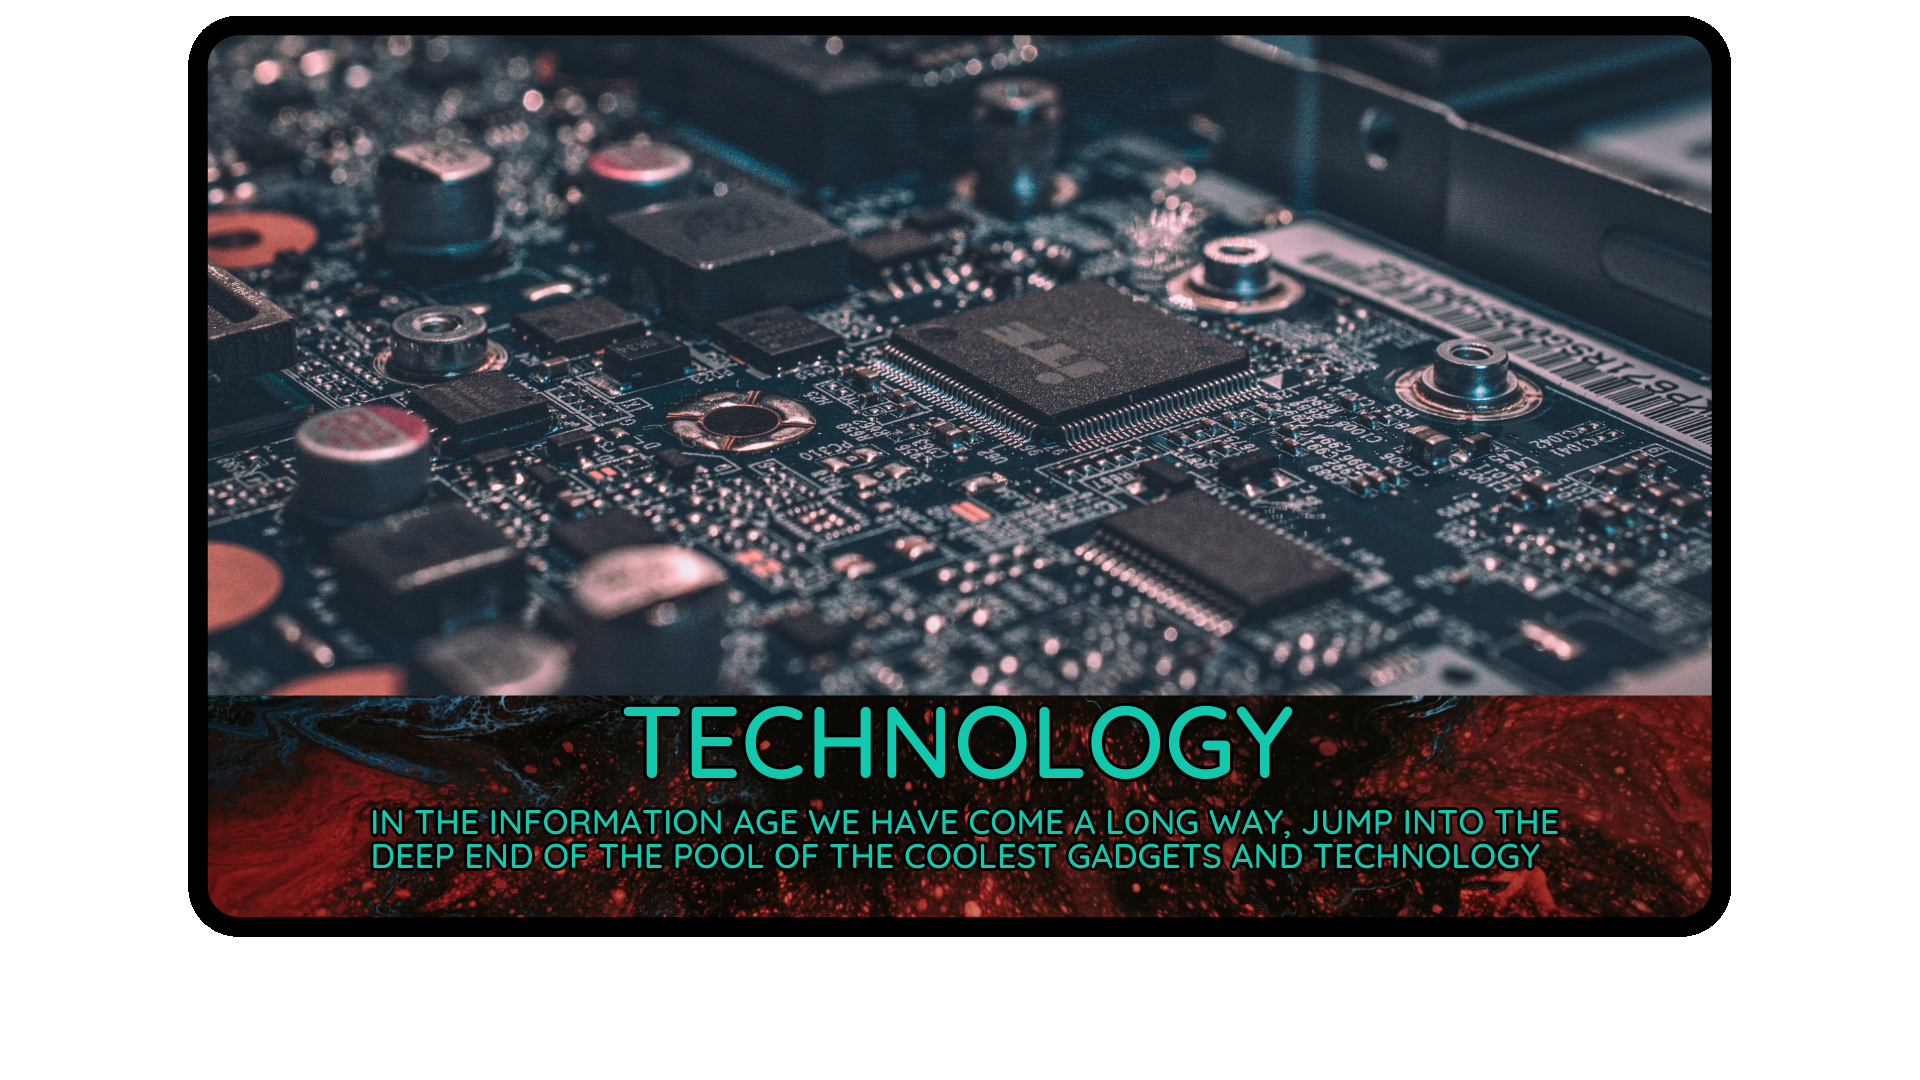 TECHNOLOGY
IN THE INFORMATION AGE WE HAVE COME A LONG WAY, JUMP INTO THE
DEEP END OF THE POOL OF THE COOLEST GADGETS AND TECHNOLOGY